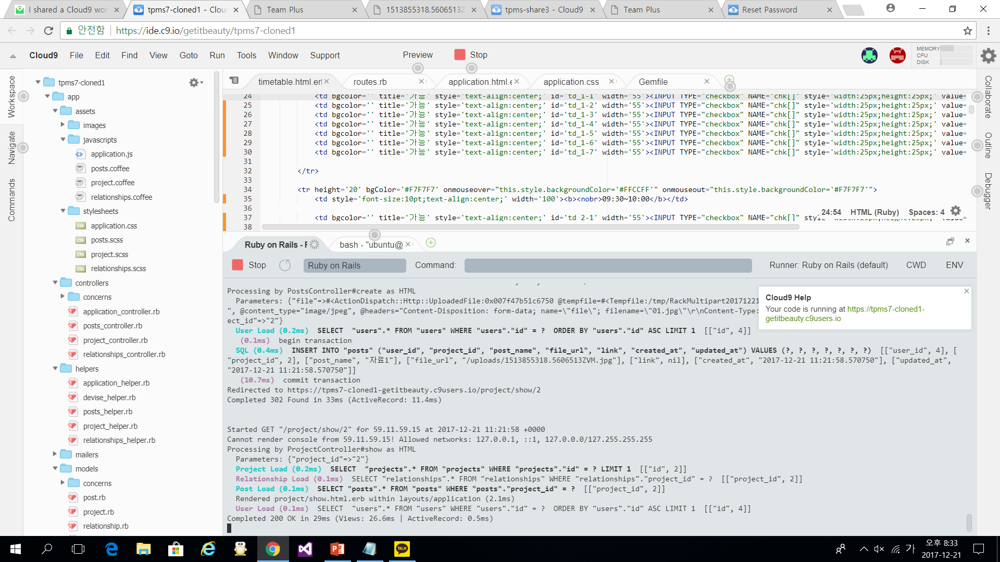 I shared a Cloud9 wor
tpms7-cloned1 - Clou
Team Plus
1513855318.5606513Z
tpms-share3 - Cloud9
Team Plus
Reset Password
안전함
https://ide.c9.io/getitbeauty/tpms7-cloned1
Cloud9 File Edit Find View Goto Run Tools Window Support Preview Stop
MEMORY
CPU
DISK
Workspace
Navigate
Commands
tpms7-cloned1
app
assets
images
javascripts
application.js
posts.coffee
project.coffee
relationships.coffee
stylesheets
application.css
posts.scss
project.scss
relationships.scss
controllers
concerns
application_controller.rb
posts_controller.rb
project_controller.rb
relationships_controller.rb
helpers
application_helper.rb
devise_helper.rb
posts_helper.rb
project_helper.rb
relationships_helper.rb
mailers
models
concerns
post.rb
project.rb
relationship.rb
timetable.html.er
routes.rb
application.html.e
application.css
Gemfile
24 <td bgcolor='' title='가능' style='text-align:center;' id='td_1-1' width='55'><INPUT TYPE="checkbox" NAME="chk[]" style='width:25px;height:25px;' value=
25 <td bgcolor='' title='가능' style='text-align:center;' id='td_1-2' width='55'><INPUT TYPE="checkbox" NAME="chk[]" style='width:25px;height:25px;' value=
26 <td bgcolor='' title='가능' style='text-align:center;' id='td_1-3' width='55'><INPUT TYPE="checkbox" NAME="chk[]" style='width:25px;height:25px;' value=
27 <td bgcolor='' title='가능' style='text-align:center;' id='td_1-4' width='55'><INPUT TYPE="checkbox" NAME="chk[]" style='width:25px;height:25px;' value=
28 <td bgcolor='' title='가능' style='text-align:center;' id='td_1-5' width='55'><INPUT TYPE="checkbox" NAME="chk[]" style='width:25px;height:25px;' value=
29 <td bgcolor='' title='가능' style='text-align:center;' id='td_1-6' width='55'><INPUT TYPE="checkbox" NAME="chk[]" style='width:25px;height:25px;' value=
30 <td bgcolor='' title='가능' style='text-align:center;' id='td_1-7' width='55'><INPUT TYPE="checkbox" NAME="chk[]" style='width:25px;height:25px;' value=
31
32 </tr>
33
34 <tr height='20' bgColor='#F7F7F7' onmouseover="this.style.backgroundColor='#FFCCFF'" onmouseout="this.style.backgroundColor='#F7F7F7'">
35 <td style='font-size:10pt;text-align:center;' width='100'><b><nobr>09:30~10:00</b></td>
36
37 <td bgcolor='' title='가능' style='text-align:center;' id='td 2-1' width='55'><INPUT TYPE="checkbox" NAME="chk[]" style='width:25px;height:25px;' value=
38
24:54 HTML (Ruby) Spaces: 4
Collaborate
Outline
Debugger
Ruby on Rails - F
bash - "ubuntu@
Stop Ruby on Rails Command: Runner: Ruby on Rails (default) CWD ENV
Processing by PostsController#create as HTML
Parameters: {"file"=>#<ActionDispatch::Http::UploadedFile:0x007f47b51c6750 @tempfile=#<Tempfile:/tmp/RackMultipart20171221
", @content_type="image/jpeg", @headers="Content-Disposition: form-data; name=\"file\"; filename=\"01.jpg\"\r\nContent-Type:
ect_id"=>"2"}
User Load (0.2ms) SELECT "users".* FROM "users" WHERE "users"."id" = ? ORDER BY "users"."id" ASC LIMIT 1 [["id", 4]]
(0.1ms) begin transaction
SQL (0.4ms) INSERT INTO "posts" ("user_id", "project_id", "post_name", "file_url", "link", "created_at", "updated_at") VALUES (?, ?, ?, ?, ?, ?, ?) [["user_id", 4], [
"project_id", 2], ["post_name", "자료1"], ["file_url", "/uploads/1513855318.5606513ZVM.jpg"], ["link", nil], ["created_at", "2017-12-21 11:21:58.570750"], ["updated_at",
"2017-12-21 11:21:58.570750"]]
(10.7ms) commit transaction
Redirected to https://tpms7-cloned1-getitbeauty.c9users.io/project/show/2
Completed 302 Found in 33ms (ActiveRecord: 11.4ms)
Started GET "/project/show/2" for 59.11.59.15 at 2017-12-21 11:21:58 +0000
Cannot render console from 59.11.59.15! Allowed networks: 127.0.0.1, ::1, 127.0.0.0/127.255.255.255
Processing by ProjectController#show as HTML
Parameters: {"project_id"=>"2"}
Project Load (0.2ms) SELECT "projects".* FROM "projects" WHERE "projects"."id" = ? LIMIT 1 [["id", 2]]
Relationship Load (0.1ms) SELECT "relationships".* FROM "relationships" WHERE "relationships"."project_id" = ? [["project_id", 2]]
Post Load (0.1ms) SELECT "posts".* FROM "posts" WHERE "posts"."project_id" = ? [["project_id", 2]]
Rendered project/show.html.erb within layouts/application (2.1ms)
User Load (0.1ms) SELECT "users".* FROM "users" WHERE "users"."id" = ? ORDER BY "users"."id" ASC LIMIT 1 [["id", 4]]
Completed 200 OK in 29ms (Views: 26.6ms | ActiveRecord: 0.5ms)
Cloud9 Help
Your code is running at https://tpms7-cloned1-
getitbeauty.c9users.io
TALK
가
오후 8:33
2017-12-21